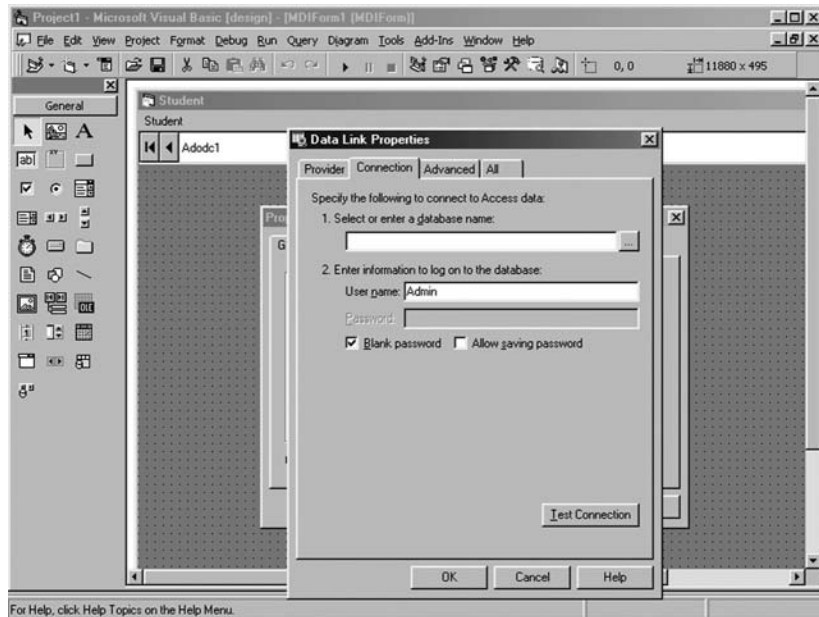 Project1 - Microsoft Visual Basic [design] - [MDIForm1 (MDIForm)]
File Edit View Project Format Debug Run Query Diagram Tools Add-Ins Window Help
0,0 11880 x 495
General
A
ab|
OLE
Student
Student
Adodc1
Data Link Properties
Provider Connection Advanced All
Specify the following to connect to Access data:
1. Select or enter a database name:
...
2. Enter information to log on to the database:
User name: Admin
Password:
Blank password Allow saving password
Test Connection
OK Cancel Help
For Help, click Help Topics on the Help Menu.